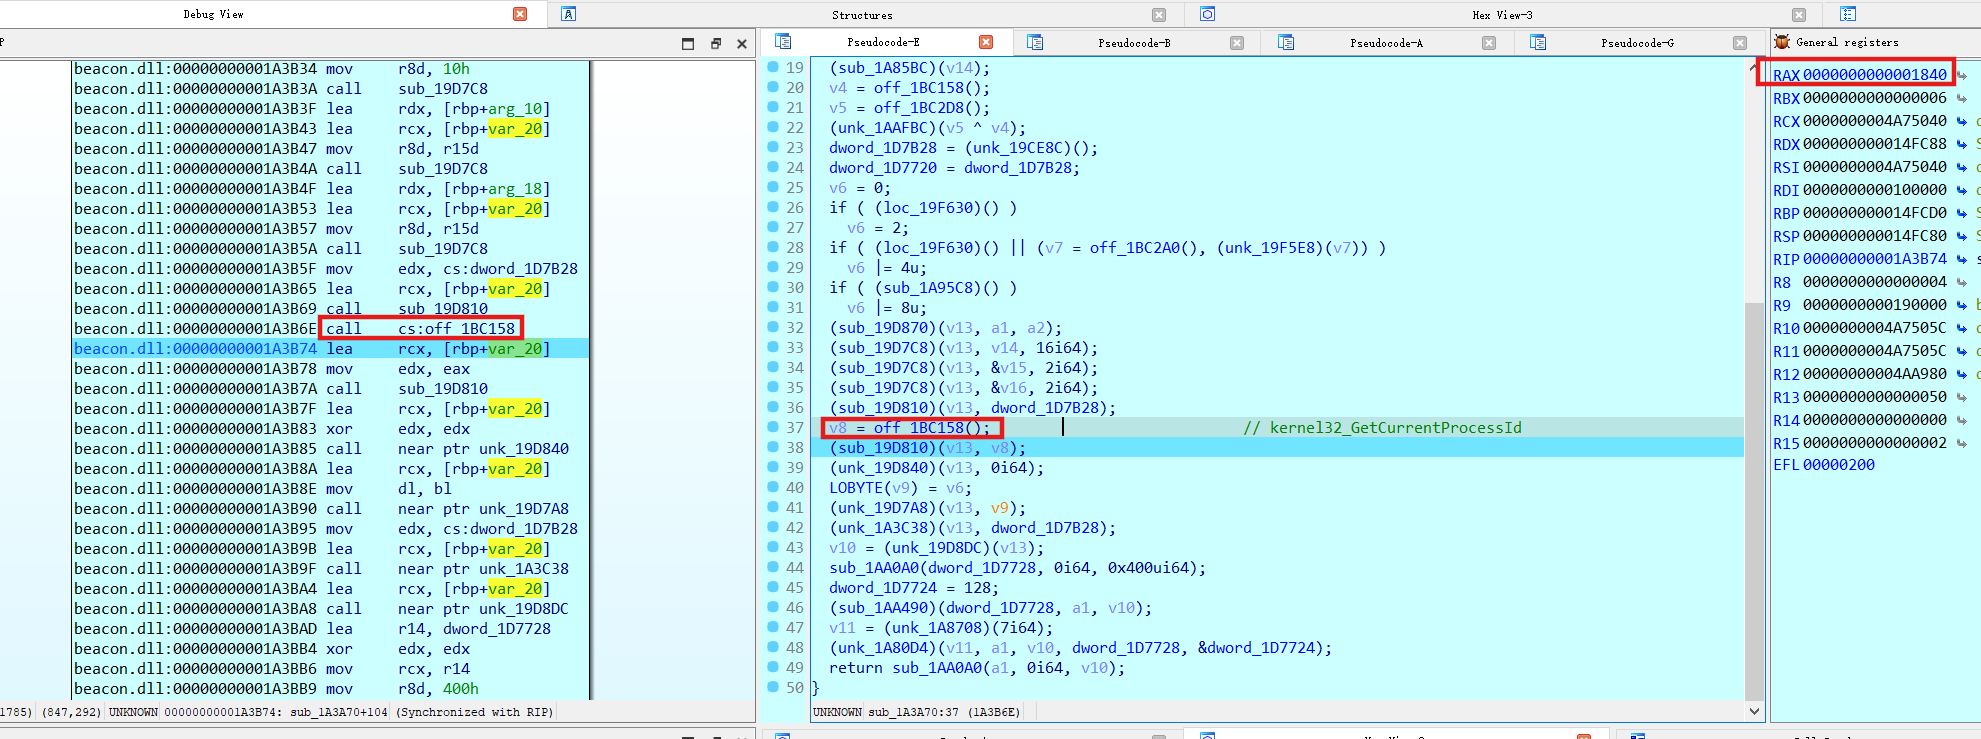 Debug View
Structures
Hex View-3
Pseudocode-E
Pseudocode-B
Pseudocode-A
Pseudocode-G
General registers
beacon.dll:00000000001A3B34 mov r8d, 10h
beacon.dll:00000000001A3B3A call sub_19D7C8
beacon.dll:00000000001A3B3F lea rdx, [rbp+arg_10]
beacon.dll:00000000001A3B43 lea rcx, [rbp+var_20]
beacon.dll:00000000001A3B47 mov r8d, r15d
beacon.dll:00000000001A3B4A call sub_19D7C8
beacon.dll:00000000001A3B4F lea rdx, [rbp+arg_18]
beacon.dll:00000000001A3B53 lea rcx, [rbp+var_20]
beacon.dll:00000000001A3B57 mov r8d, r15d
beacon.dll:00000000001A3B5A call sub_19D7C8
beacon.dll:00000000001A3B5F mov edx, cs:dword_1D7B28
beacon.dll:00000000001A3B65 lea rcx, [rbp+var_20]
beacon.dll:00000000001A3B69 call sub_19D810
beacon.dll:00000000001A3B6E call cs:off_1BC158
beacon.dll:00000000001A3B74 lea rcx, [rbp+var_20]
beacon.dll:00000000001A3B78 mov edx, eax
beacon.dll:00000000001A3B7A call sub_19D810
beacon.dll:00000000001A3B7F lea rcx, [rbp+var_20]
beacon.dll:00000000001A3B83 xor edx, edx
beacon.dll:00000000001A3B85 call near ptr unk_19D840
beacon.dll:00000000001A3B8A lea rcx, [rbp+var_20]
beacon.dll:00000000001A3B8E mov dl, bl
beacon.dll:00000000001A3B90 call near ptr unk_19D7A8
beacon.dll:00000000001A3B95 mov edx, cs:dword_1D7B28
beacon.dll:00000000001A3B9B lea rcx, [rbp+var_20]
beacon.dll:00000000001A3B9F call near ptr unk_1A3C38
beacon.dll:00000000001A3BA4 lea rcx, [rbp+var_20]
beacon.dll:00000000001A3BA8 call near ptr unk_19D8DC
beacon.dll:00000000001A3BAD lea r14, dword_1D7728
beacon.dll:00000000001A3BB4 xor edx, edx
beacon.dll:00000000001A3BB6 mov rcx, r14
beacon.dll:00000000001A3BB9 mov r8d, 400h
1785) (847,292) UNKNOWN 00000000001A3B74: sub_1A3A70+104 (Synchronized with RIP)
19 (sub_1A85BC)(v14);
20 v4 = off_1BC158();
21 v5 = off_1BC2D8();
22 (unk_1AAFBC)(v5 ^ v4);
23 dword_1D7B28 = (unk_19CE8C)();
24 dword_1D7720 = dword_1D7B28;
25 v6 = 0;
26 if ( (loc_19F630)() )
27 v6 = 2;
28 if ( (loc_19F630)() || (v7 = off_1BC2A0(), (unk_19F5E8)(v7)) )
29 v6 |= 4u;
30 if ( (sub_1A95C8)() )
31 v6 |= 8u;
32 (sub_19D870)(v13, a1, a2);
33 (sub_19D7C8)(v13, v14, 16i64);
34 (sub_19D7C8)(v13, &v15, 2i64);
35 (sub_19D7C8)(v13, &v16, 2i64);
36 (sub_19D810)(v13, dword_1D7B28);
37 v8 = off_1BC158(); // kernel32_GetCurrentProcessId
38 (sub_19D810)(v13, v8);
39 (unk_19D840)(v13, 0i64);
40 LOBYTE(v9) = v6;
41 (unk_19D7A8)(v13, v9);
42 (unk_1A3C38)(v13, dword_1D7B28);
43 v10 = (unk_19D8DC)(v13);
44 sub_1AA0A0(dword_1D7728, 0i64, 0x400ui64);
45 dword_1D7724 = 128;
46 (sub_1AA490)(dword_1D7728, a1, v10);
47 v11 = (unk_1A8708)(7i64);
48 (unk_1A80D4)(v11, a1, v10, dword_1D7728, &dword_1D7724);
49 return sub_1AA0A0(a1, 0i64, v10);
50 }
UNKNOWN sub_1A3A70:37 (1A3B6E)
RAX 0000000000001840
RBX 0000000000000006
RCX 0000000004A75040
RDX 000000000014FC88
RSI 0000000004A75040
RDI 0000000000100000
RBP 000000000014FCD0
RSP 000000000014FC80
RIP 00000000001A3B74
R8 0000000000000004
R9 0000000000190000
R10 0000000004A7505C
R11 0000000004A7505C
R12 00000000004AA980
R13 0000000000000050
R14 0000000000000000
R15 0000000000000002
EFL 00000200